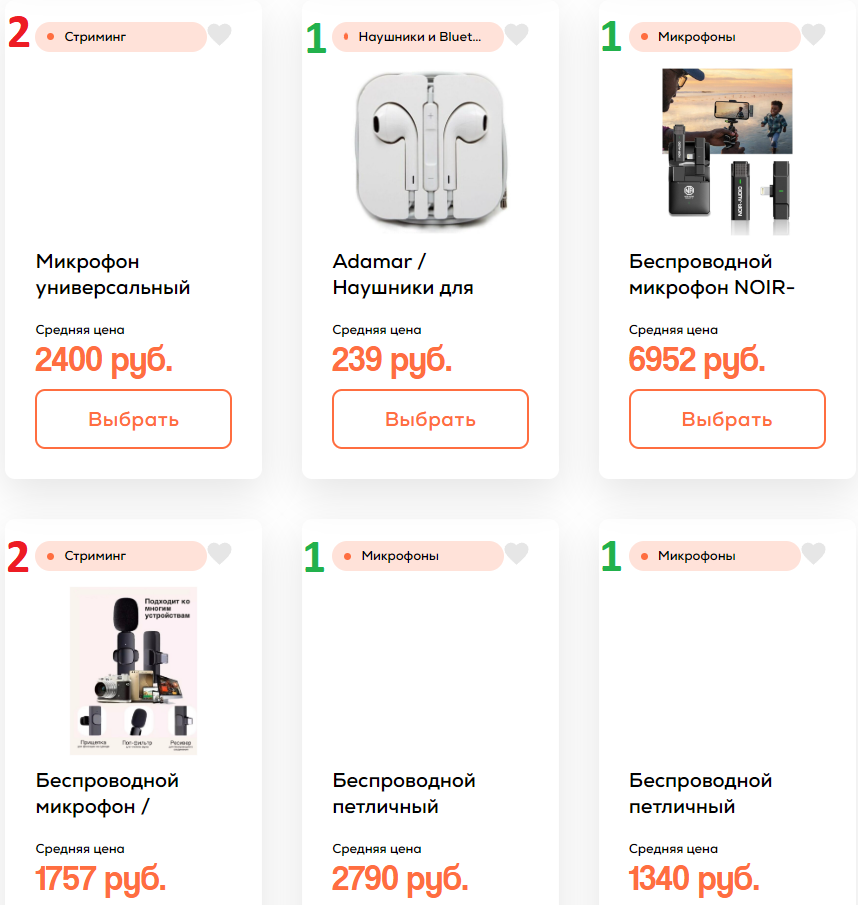 2 Стриминг
1 Наушники и Bluet...
1 Микрофоны
NOIR-AUDIO
Микрофон
универсальный
Adamar /
Наушники для
Беспроводной
микрофон NOIR-
Средняя цена
2400 руб.
Средняя цена
239 руб.
Средняя цена
6952 руб.
Выбрать
Выбрать
Выбрать
2 Стриминг
1 Микрофоны
1 Микрофоны
Подходит ко
многим
устройствам
Прищепка
Поп-фильтр
Ресивер
Беспроводной
микрофон /
Беспроводной
петличный
Беспроводной
петличный
Средняя цена
1757 руб.
Средняя цена
2790 руб.
Средняя цена
1340 руб.